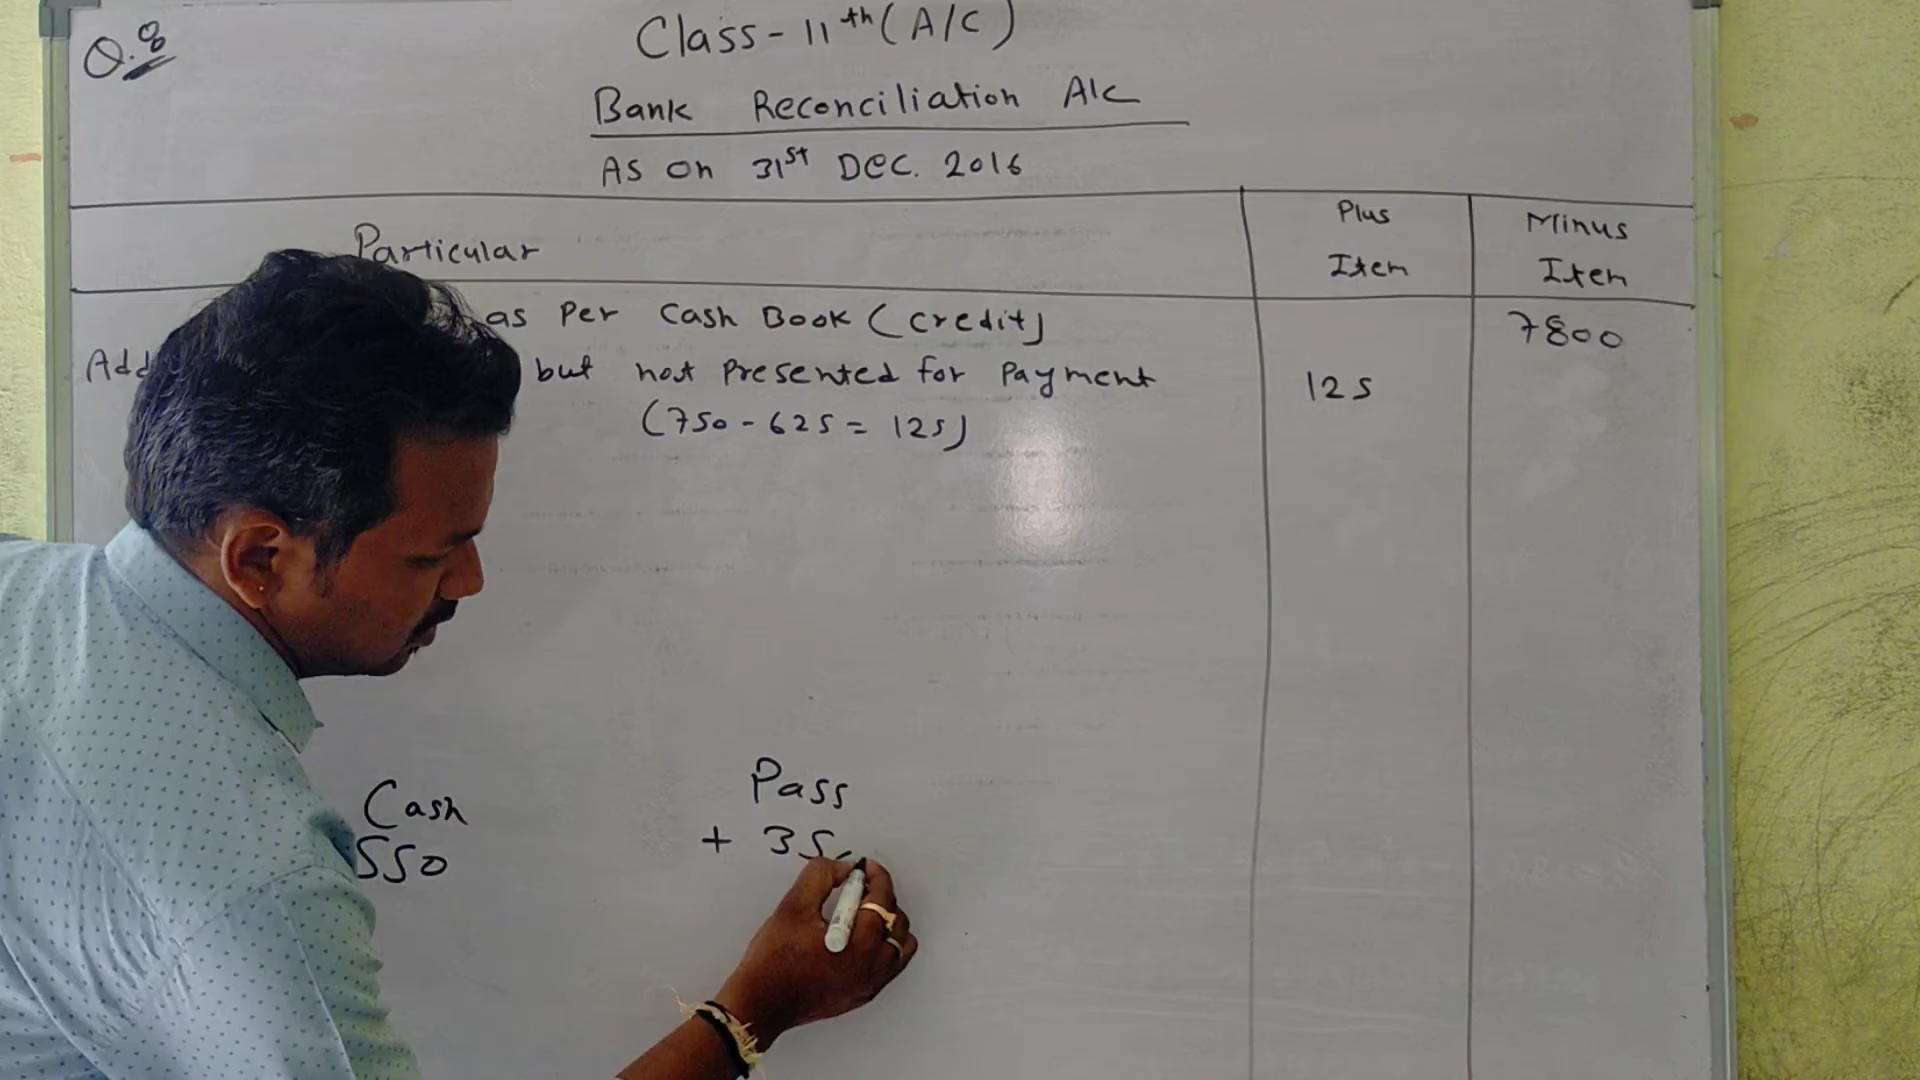 Q.8
Class-11th (A/C)
Bank Reconciliation A/C
As on 31st Dec. 2016
Particular
Plus Item
Minus Item
as Per Cash Book (Credit) 7800
Add but not Presented for Payment 125
(750-625=125)
Cash Pass
550 + 35